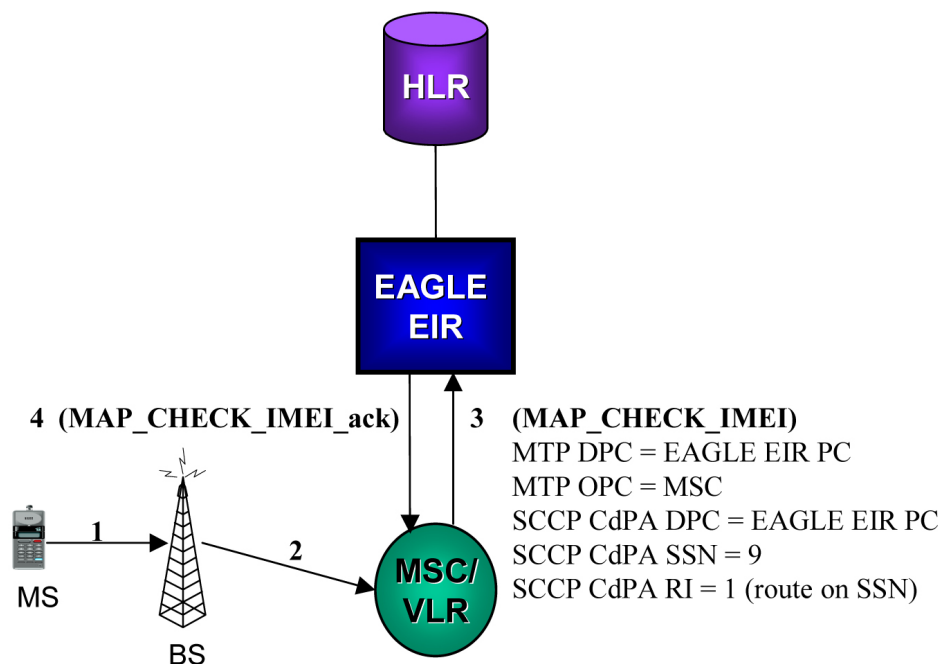 HLR
EAGLE
EIR
4 (MAP_CHECK_IMEI_ack)
3 (MAP_CHECK_IMEI)
MTP DPC = EAGLE EIR PC
MTP OPC = MSC
SCCP CdPA DPC = EAGLE EIR PC
SCCP CdPA SSN = 9
SCCP CdPA RI = 1 (route on SSN)
1
2
MSC/
VLR
MS
BS